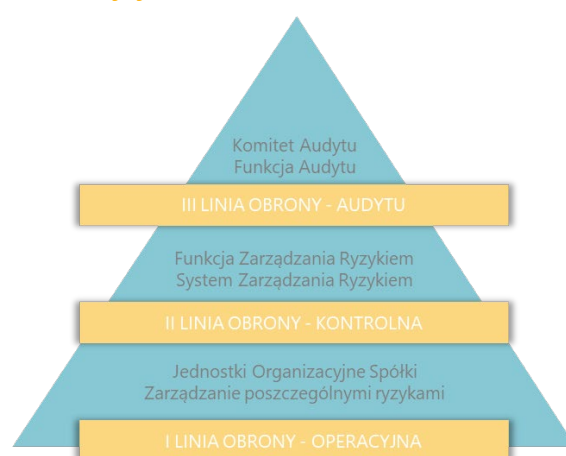 Komitet Audytu
Funkcja Audytu
III LINIA OBRONY - AUDYTU
Funkcja Zarządzania Ryzykiem
System Zarządzania Ryzykiem
II LINIA OBRONY - KONTROLNA
Jednostki Organizacyjne Spółki
Zarządzanie poszczególnymi ryzykami
I LINIA OBRONY - OPERACYJNA